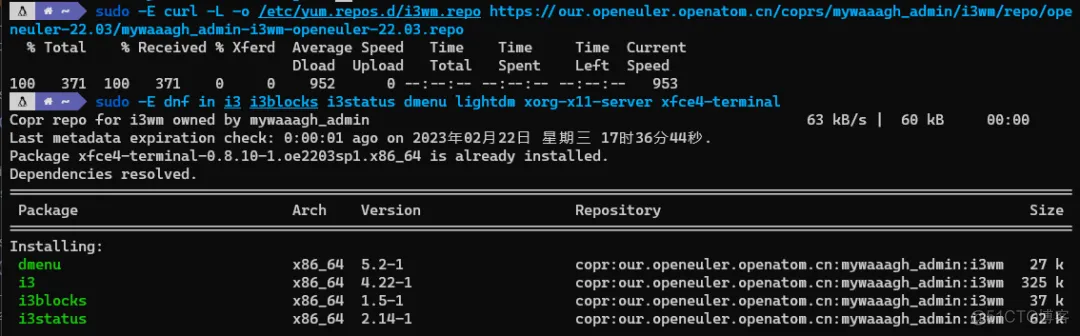 ~ sudo -E curl -L -o /etc/yum.repos.d/i3wm.repo https://our.openeuler.openatom.cn/coprs/mywaaagh_admin/i3wm/repo/ope
neuler-22.03/mywaaagh_admin-i3wm-openeuler-22.03.repo
% Total % Received % Xferd Average Speed Time Time Time Current
Dload Upload Total Spent Left Speed
100 371 100 371 0 0 952 0 --:--:-- --:--:-- --:--:-- 953
~ sudo -E dnf in i3 i3blocks i3status dmenu lightdm xorg-x11-server xfce4-terminal
Copr repo for i3wm owned by mywaaagh_admin 63 kB/s | 60 kB 00:00
Last metadata expiration check: 0:00:01 ago on 2023年02月22日 星期三 17时36分44秒.
Package xfce4-terminal-0.8.10-1.oe2203sp1.x86_64 is already installed.
Dependencies resolved.
Package Arch Version Repository Size
Installing:
dmenu x86_64 5.2-1 copr:our.openeuler.openatom.cn:mywaaagh_admin:i3wm 27 k
i3 x86_64 4.22-1 copr:our.openeuler.openatom.cn:mywaaagh_admin:i3wm 325 k
i3blocks x86_64 1.5-1 copr:our.openeuler.openatom.cn:mywaaagh_admin:i3wm 37 k
i3status x86_64 2.14-1 copr:our.openeuler.openatom.cn:mywaaagh_admin:i3wm 62 k
@51CTO博客